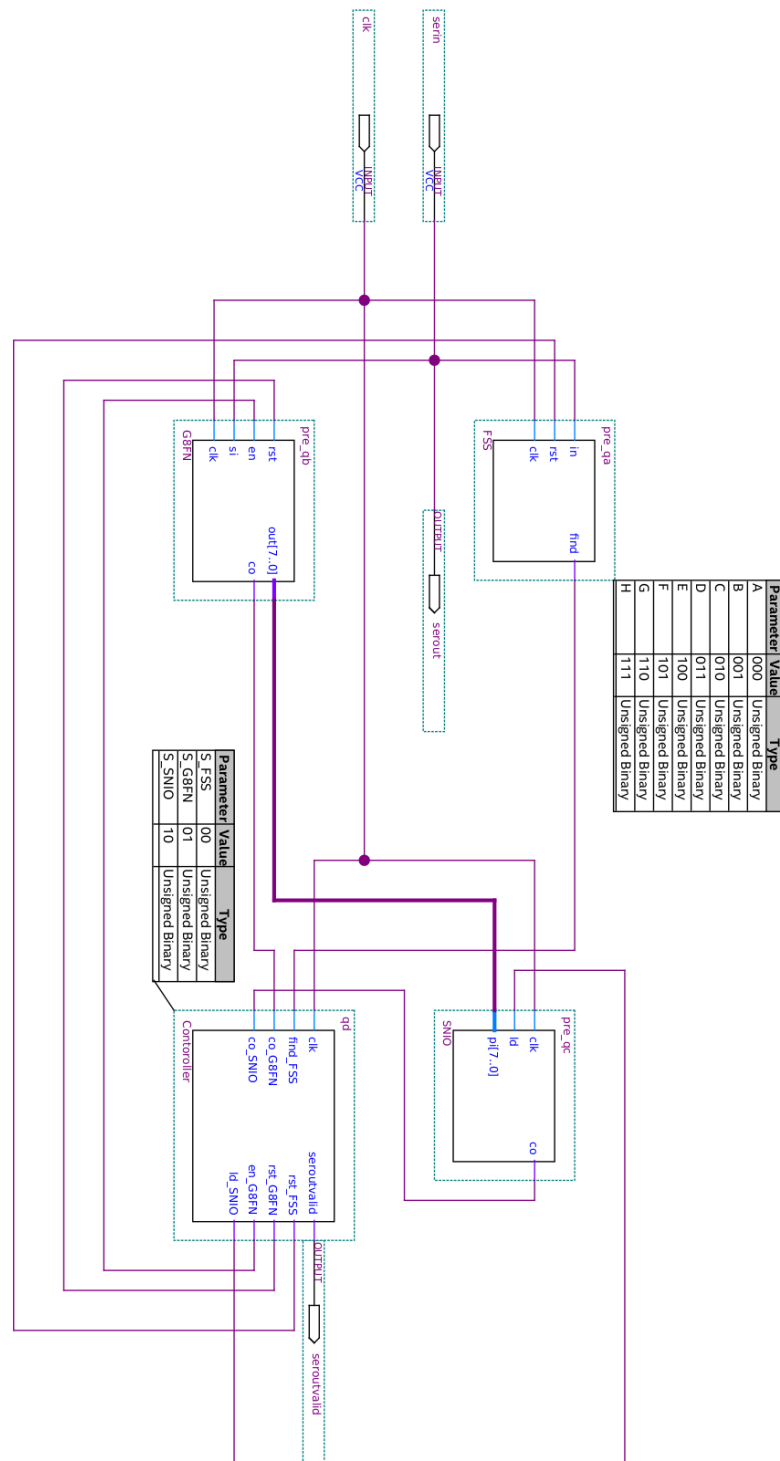 clk
INPUT
VCC
serin
INPUT
VCC
pre_qa
in
rst
clk
find
FSS
Parameter Value Type
A 000 Unsigned Binary
B 001 Unsigned Binary
C 010 Unsigned Binary
D 011 Unsigned Binary
E 100 Unsigned Binary
F 101 Unsigned Binary
G 110 Unsigned Binary
H 111 Unsigned Binary
pre_qb
rst
en
si
clk
out[7..0]
co
G8FN
OUTPUT
serout
Parameter Value Type
S_FSS 00 Unsigned Binary
S_G8FN 01 Unsigned Binary
S_SNIO 10 Unsigned Binary
pre_qc
clk
ld
pi[7..0]
co
SNIO
qd
clk
find_FSS
co_G8FN
co_SNIO
seroutvalid
rst_FSS
rst_G8FN
en_G8FN
ld_SNIO
Contoroller
OUTPUT
seroutvalid